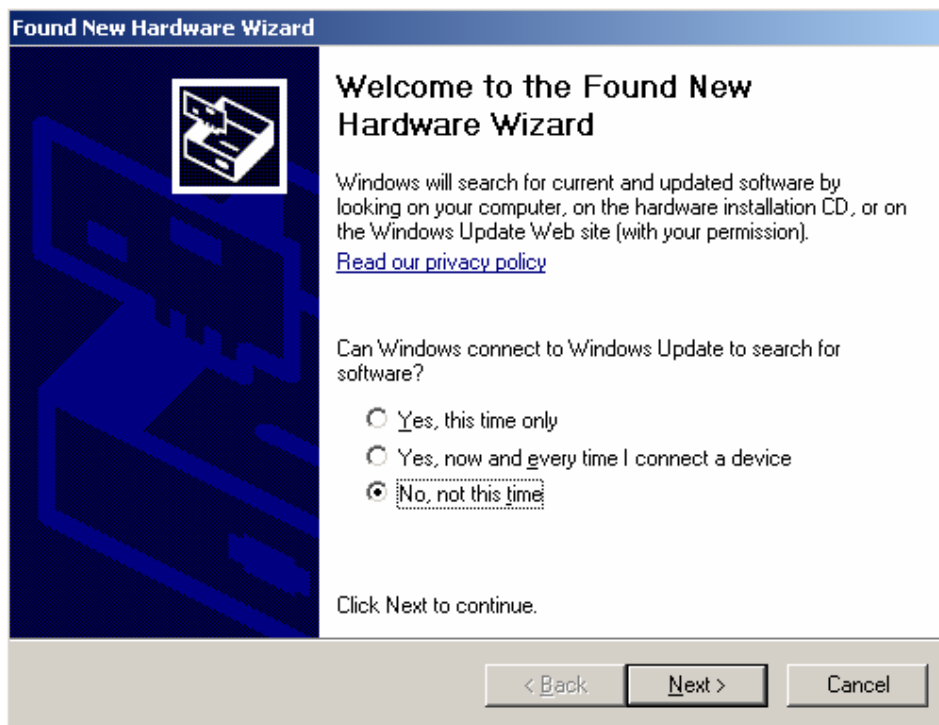 Found New Hardware Wizard
Welcome to the Found New
Hardware Wizard
Windows will search for current and updated software by
looking on your computer, on the hardware installation CD, or on
the Windows Update Web site (with your permission).
Read our privacy policy
Can Windows connect to Windows Update to search for
software?
Yes, this time only
Yes, now and every time I connect a device
No, not this time
Click Next to continue.
< Back
Next >
Cancel